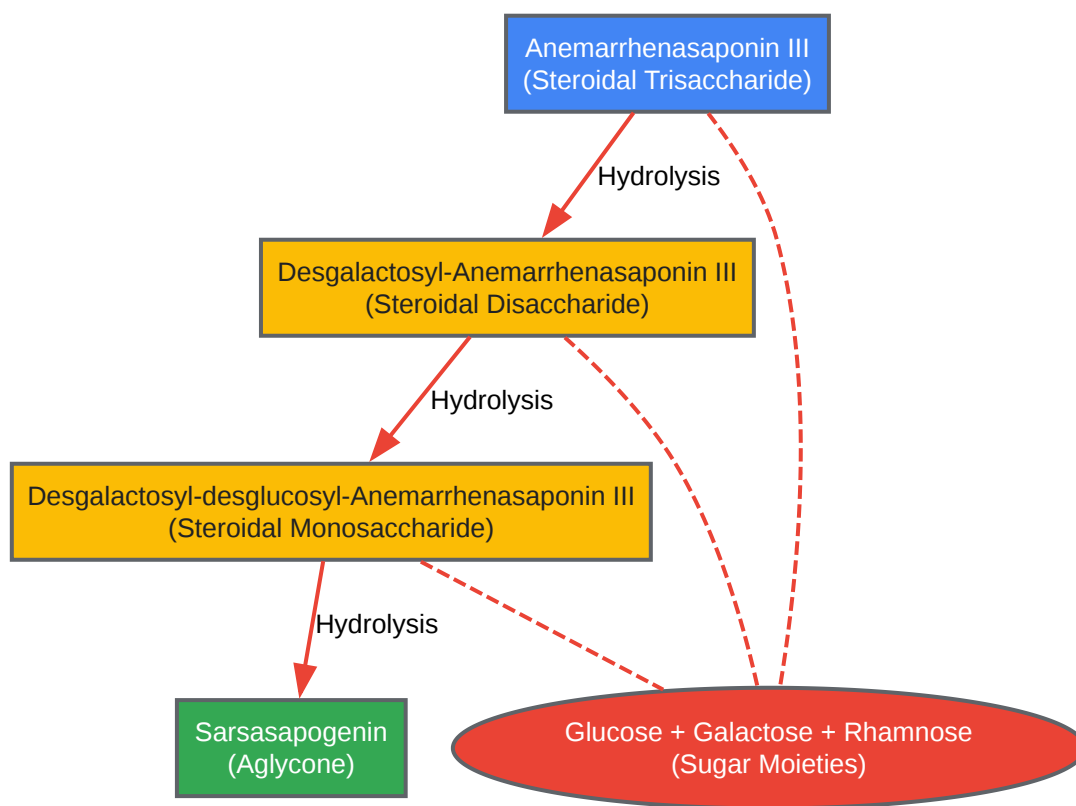 Anemarrhenasaponin III
(Steroidal Trisaccharide)
Hydrolysis
Desgalactosyl-Anemarrhenasaponin III
(Steroidal Disaccharide)
Hydrolysis
Desgalactosyl-desglucosyl-Anemarrhenasaponin III
(Steroidal Monosaccharide)
Hydrolysis
Sarsasapogenin
(Aglycone)
Glucose + Galactose + Rhamnose
(Sugar Moieties)